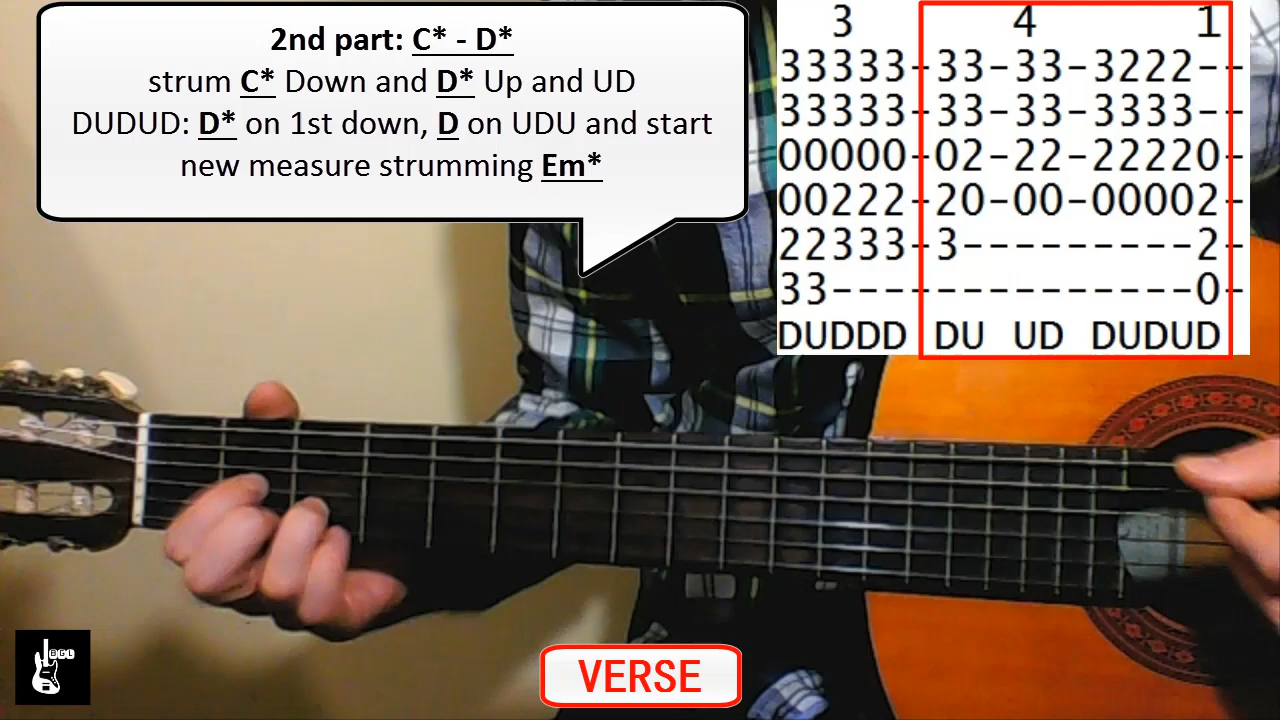 2nd part: C* - D*
strum C* Down and D* Up and UD
DUDUD: D* on 1st down, D on UDU and start
new measure strumming Em*
3 4 1
33333-33-33-3222--
33333-33-33-3333--
00000-02-22-22220-
00222-20-00-00002-
22333-3---------2-
33--------------0-
DUDDD DU UD DUDUD
VERSE